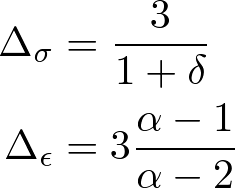 Δ_σ = 3/(1 + δ)
Δ_ϵ = 3 (α − 1)/(α − 2)